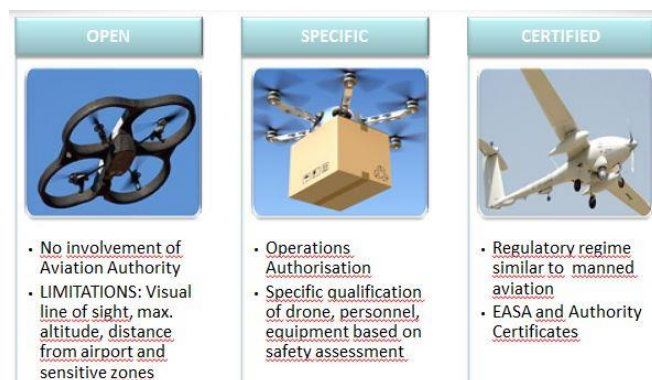 OPEN
• No involvement of
Aviation Authority
• LIMITATIONS: Visual
line of sight, max.
altitude, distance
from airport and
sensitive zones
SPECIFIC
• Operations
Authorisation
• Specific qualification
of drone, personnel,
equipment based on
safety assessment
CERTIFIED
• Regulatory regime
similar to manned
aviation
• EASA and Authority
Certificates